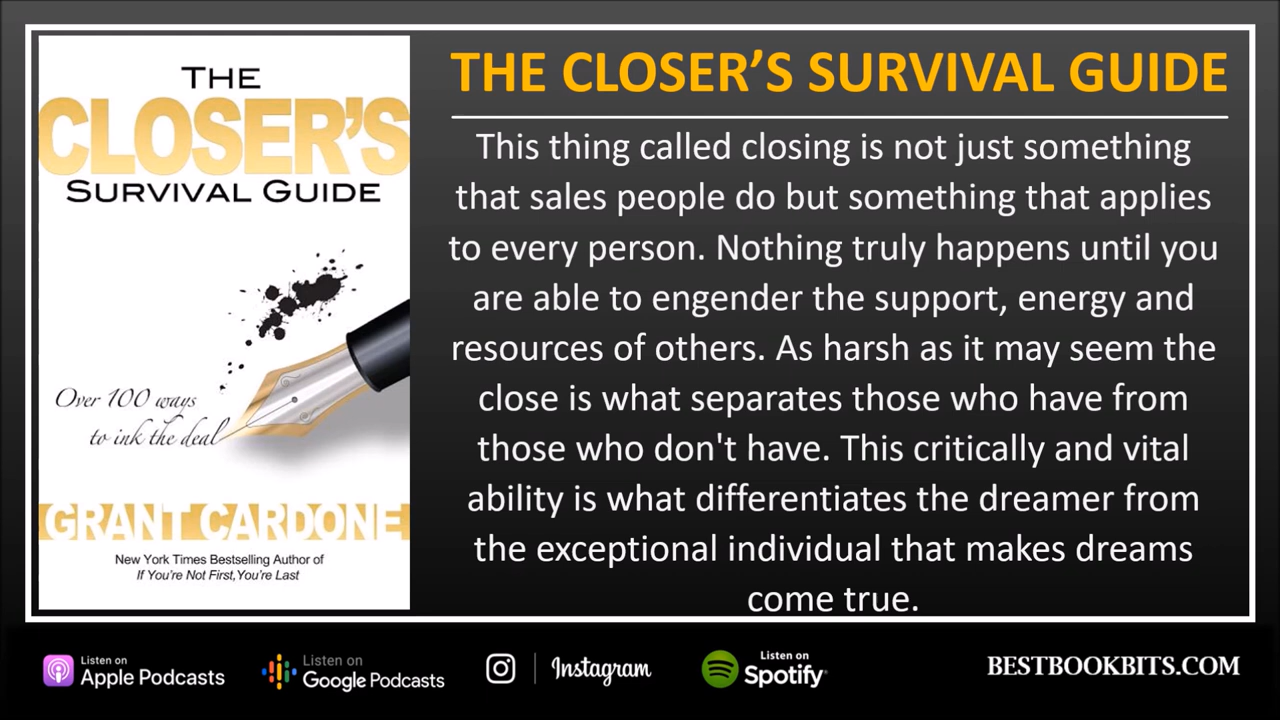 THE
CLOSER'S
SURVIVAL GUIDE
Over 100 ways
to ink the deal
GRANT CARDONE
New York Times Bestselling Author of
If You're Not First, You're Last
THE CLOSER’S SURVIVAL GUIDE
This thing called closing is not just something
that sales people do but something that applies
to every person. Nothing truly happens until you
are able to engender the support, energy and
resources of others. As harsh as it may seem the
close is what separates those who have from
those who don't have. This critically and vital
ability is what differentiates the dreamer from
the exceptional individual that makes dreams
come true.
Listen on
Apple Podcasts
Listen on
Google Podcasts
Instagram
Listen on
Spotify
BESTBOOKBITS.COM